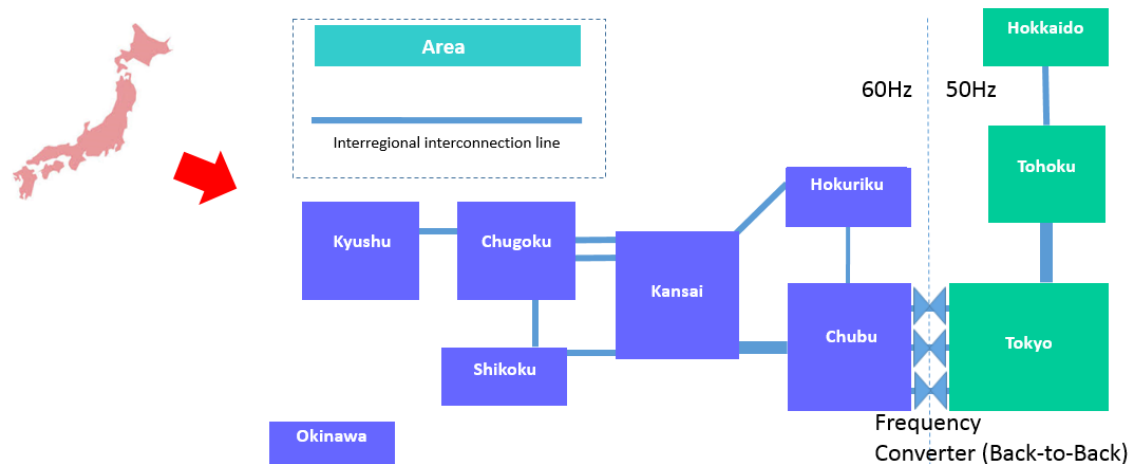 Area
Interregional interconnection line
Hokkaido
60Hz
50Hz
Tohoku
Hokuriku
Kyushu
Chugoku
Kansai
Chubu
Tokyo
Shikoku
Okinawa
Frequency
Converter (Back-to-Back)